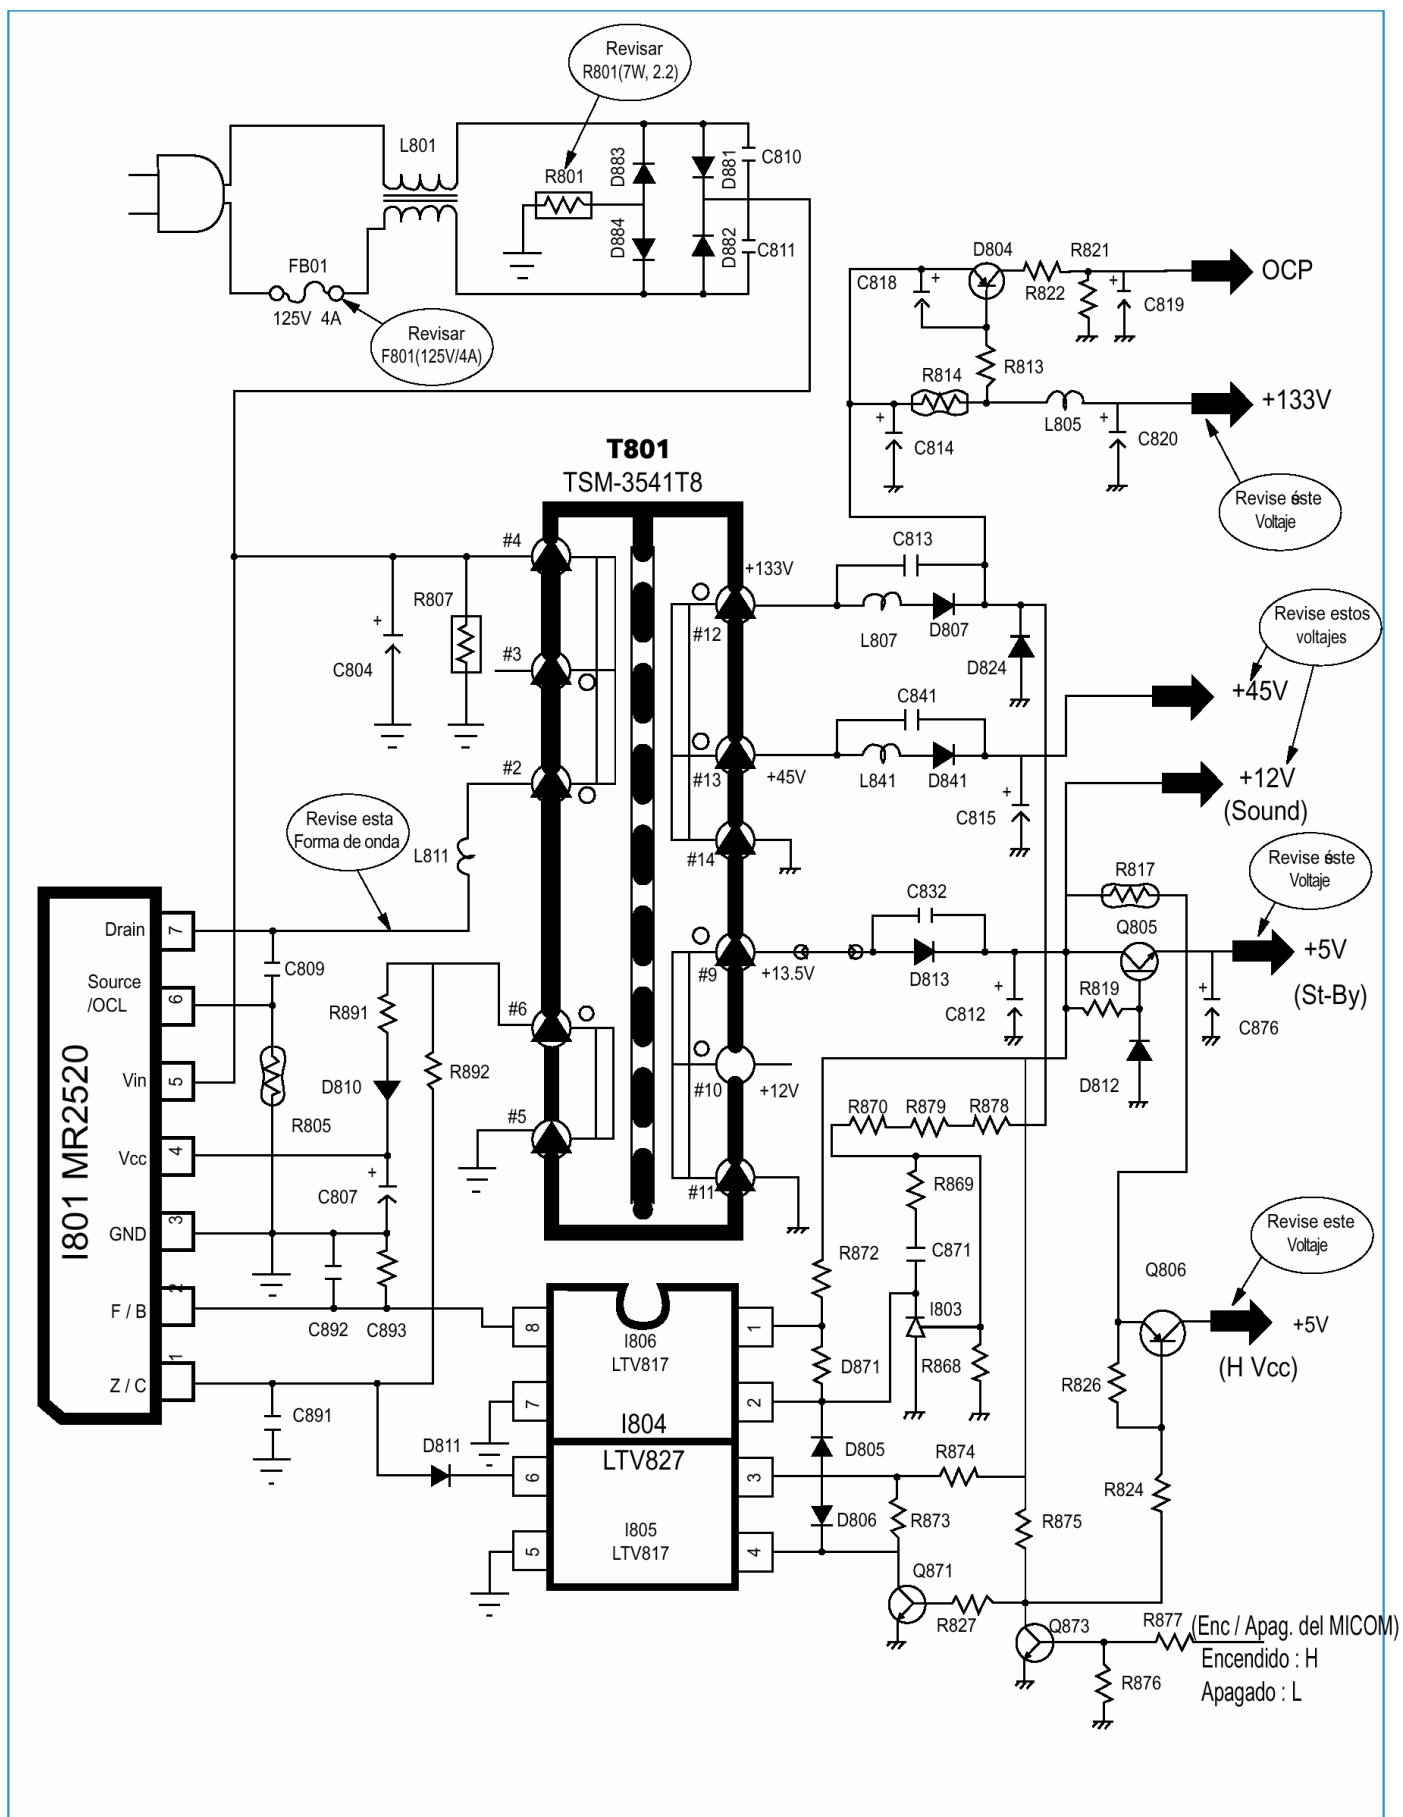 Revisar
R801(7W, 2.2)
L801
R801
D883
D884
D881
D882
C810
C811
FB01
125V 4A
Revisar
F801(125V/4A)
D804
R821
C818
+
R822
+
C819
OCP
R813
R814
+
C814
L805
+
C820
+133V
Revise éste
Voltaje
T801
TSM-3541T8
#4
R807
+
C804
#3
#2
+133V
#12
C813
L807
D807
D824
Revise estos
voltajes
+45V
C841
#13
+45V
L841
D841
+
C815
+12V
(Sound)
#14
Revise esta
Forma de onda
L811
Revise éste
Voltaje
R817
Q805
C832
#9
+13.5V
D813
+
C812
R819
D812
+
C876
+5V
(St-By)
I801 MR2520
Drain
7
Source
/OCL
6
Vin
5
Vcc
4
GND
3
F / B
2
Z / C
1
C809
R891
D810
R892
R805
+
C807
C892
C893
C891
D811
#6
#5
#10
+12V
#11
R870
R879
R878
R869
C871
R872
I803
R868
D871
8
7
6
5
I806
LTV817
I804
LTV827
I805
LTV817
1
2
3
4
D805
D806
R874
R873
R875
Q871
R827
Q873
R877
R876
Revise este
Voltaje
Q806
+5V
(H Vcc)
R826
R824
(Enc / Apag. del MICOM)
Encendido : H
Apagado : L